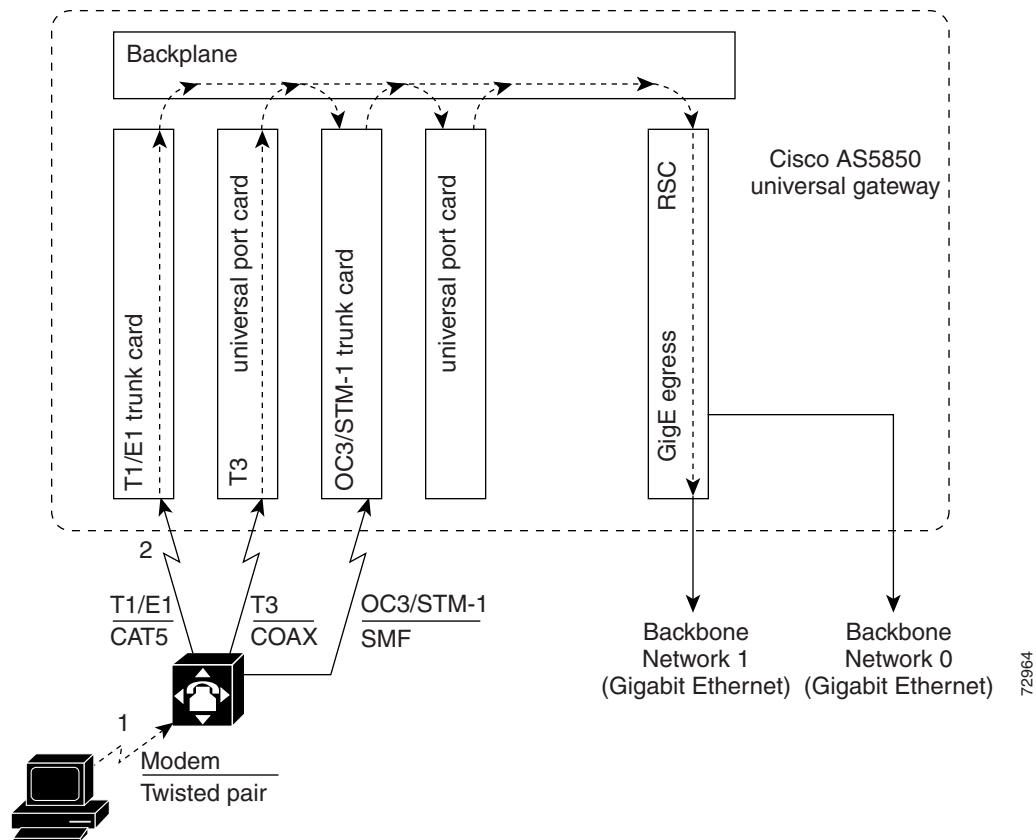 Backplane
Cisco AS5850
universal gateway
T1/E1 trunk card
T3 universal port card
OC3/STM-1 trunk card
universal port card
GigE egress RSC
2
T1/E1
CAT5
T3
COAX
OC3/STM-1
SMF
Backbone
Network 1
(Gigabit Ethernet)
Backbone
Network 0
(Gigabit Ethernet)
72964
1
Modem
Twisted pair